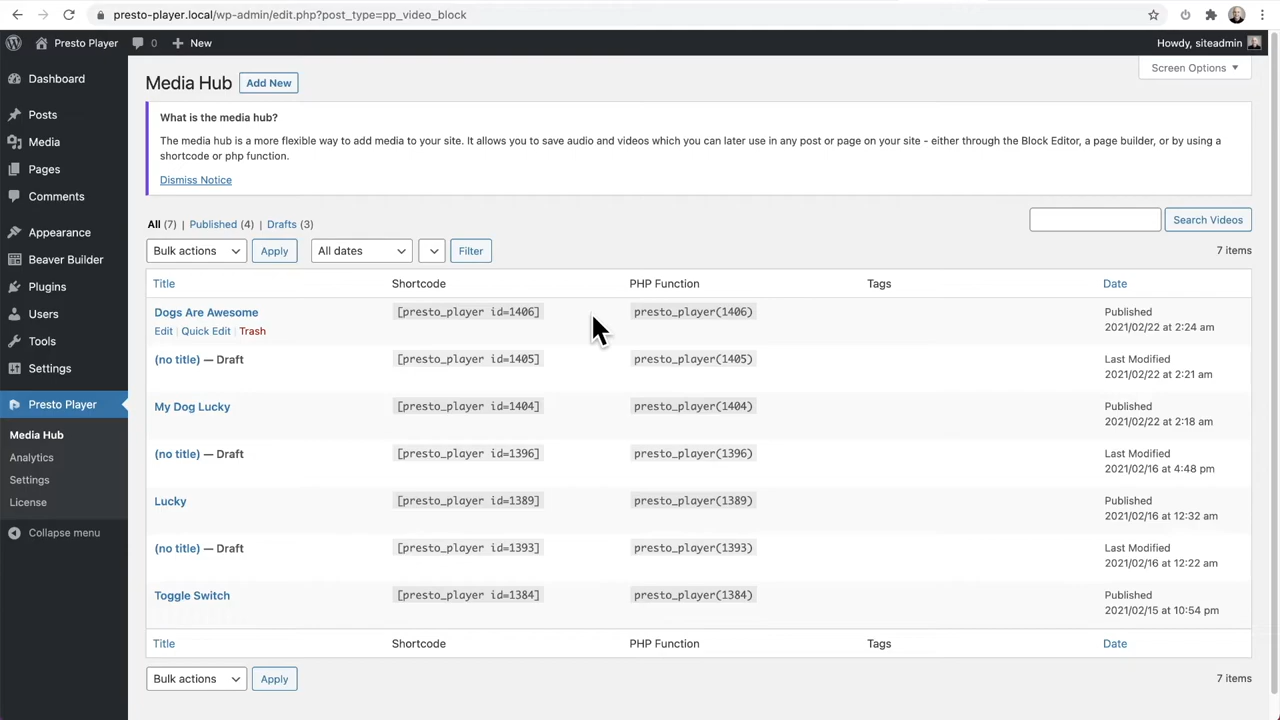 presto-player.local/wp-admin/edit.php?post_type=pp_video_block
Presto Player 0 New
Howdy, siteadmin
Dashboard
Posts
Media
Pages
Comments
Appearance
Beaver Builder
Plugins
Users
Tools
Settings
Presto Player
Media Hub
Analytics
Settings
License
Collapse menu
Screen Options
Media Hub Add New
What is the media hub?
The media hub is a more flexible way to add media to your site. It allows you to save audio and videos which you can later use in any post or page on your site - either through the Block Editor, a page builder, or by using a
shortcode or php function.
Dismiss Notice
All (7) | Published (4) | Drafts (3)
Search Videos
Bulk actions Apply All dates Filter 7 items
Title Shortcode PHP Function Tags Date
Dogs Are Awesome [presto_player id=1406] presto_player(1406) Published
Edit | Quick Edit | Trash 2021/02/22 at 2:24 am
(no title) — Draft [presto_player id=1405] presto_player(1405) Last Modified
2021/02/22 at 2:21 am
My Dog Lucky [presto_player id=1404] presto_player(1404) Published
2021/02/22 at 2:18 am
(no title) — Draft [presto_player id=1396] presto_player(1396) Last Modified
2021/02/16 at 4:48 pm
Lucky [presto_player id=1389] presto_player(1389) Published
2021/02/16 at 12:32 am
(no title) — Draft [presto_player id=1393] presto_player(1393) Last Modified
2021/02/16 at 12:22 am
Toggle Switch [presto_player id=1384] presto_player(1384) Published
2021/02/15 at 10:54 pm
Title Shortcode PHP Function Tags Date
Bulk actions Apply 7 items